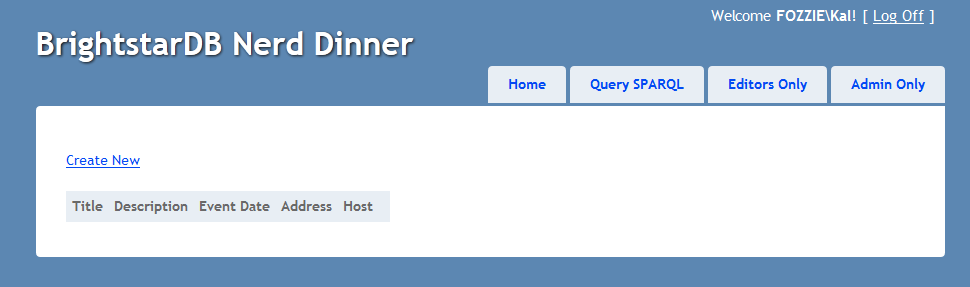 Welcome FOZZIE\Kal! [ Log Off ]
BrightstarDB Nerd Dinner
Home Query SPARQL Editors Only Admin Only
Create New
Title Description Event Date Address Host